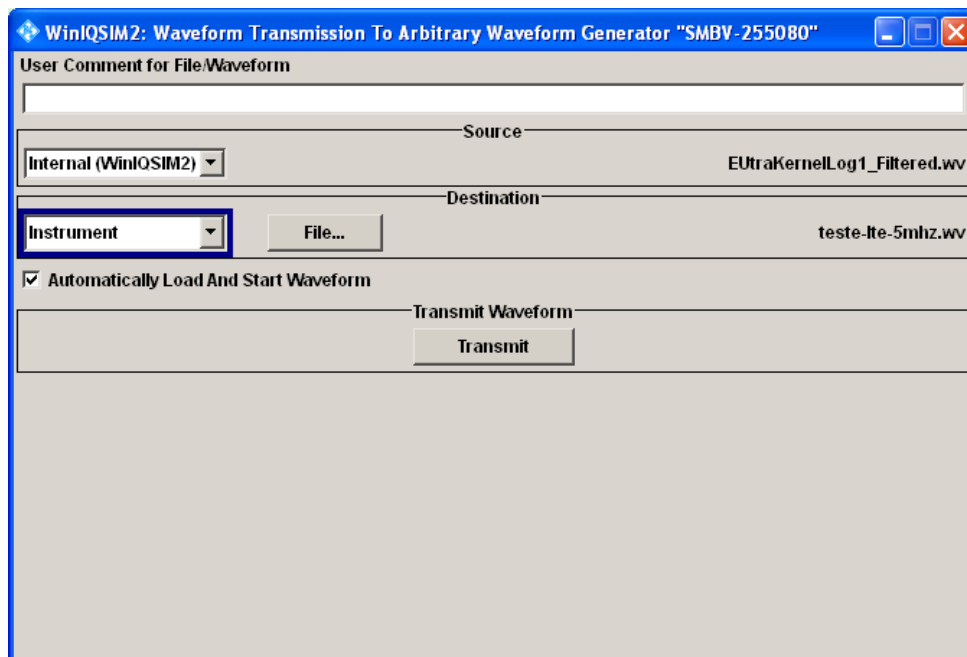 WinIQSIM2: Waveform Transmission To Arbitrary Waveform Generator "SMBV-255080"
User Comment for File/Waveform
Source
Internal (WinIQSIM2) EUtraKernelLog1_Filtered.wv
Destination
Instrument File... teste-lte-5mhz.wv
Automatically Load And Start Waveform
Transmit Waveform
Transmit